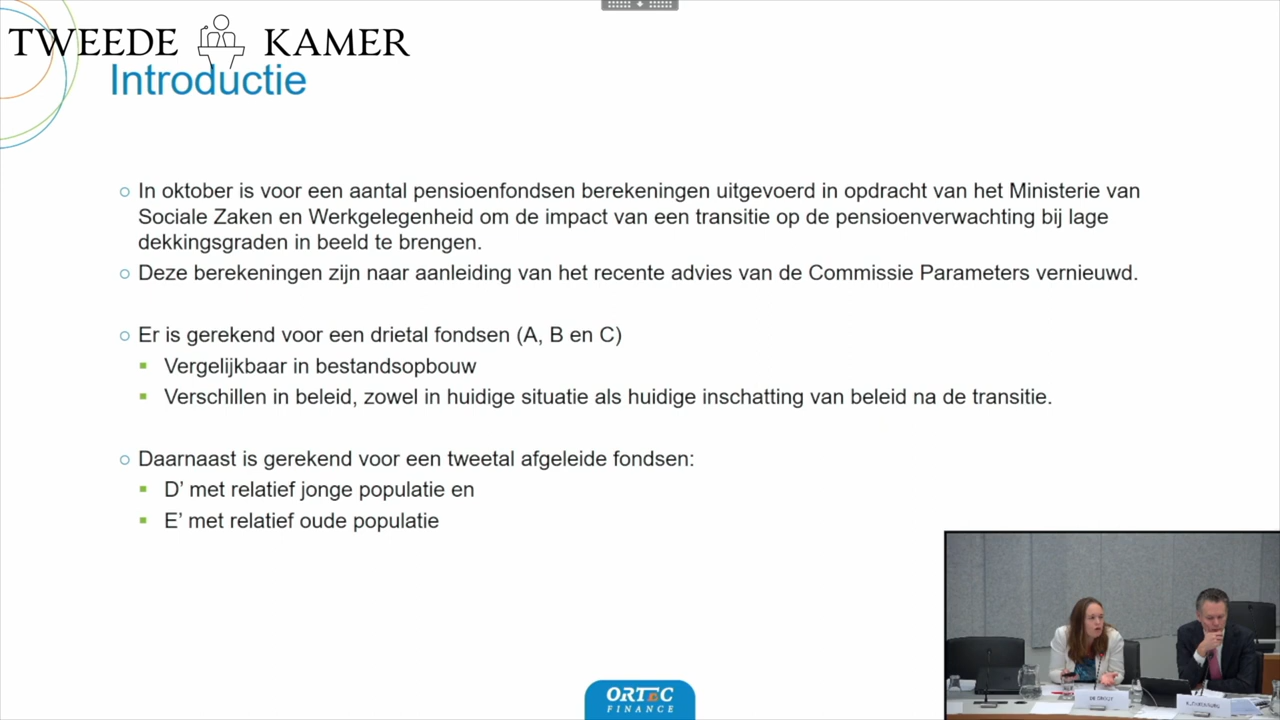 TWEEDE KAMER
Introductie
○ In oktober is voor een aantal pensioenfondsen berekeningen uitgevoerd in opdracht van het Ministerie van
Sociale Zaken en Werkgelegenheid om de impact van een transitie op de pensioenverwachting bij lage
dekkingsgraden in beeld te brengen.
○ Deze berekeningen zijn naar aanleiding van het recente advies van de Commissie Parameters vernieuwd.
○ Er is gerekend voor een drietal fondsen (A, B en C)
▪ Vergelijkbaar in bestandsopbouw
▪ Verschillen in beleid, zowel in huidige situatie als huidige inschatting van beleid na de transitie.
○ Daarnaast is gerekend voor een tweetal afgeleide fondsen:
▪ D’ met relatief jonge populatie en
▪ E’ met relatief oude populatie
ORTEC
FINANCE